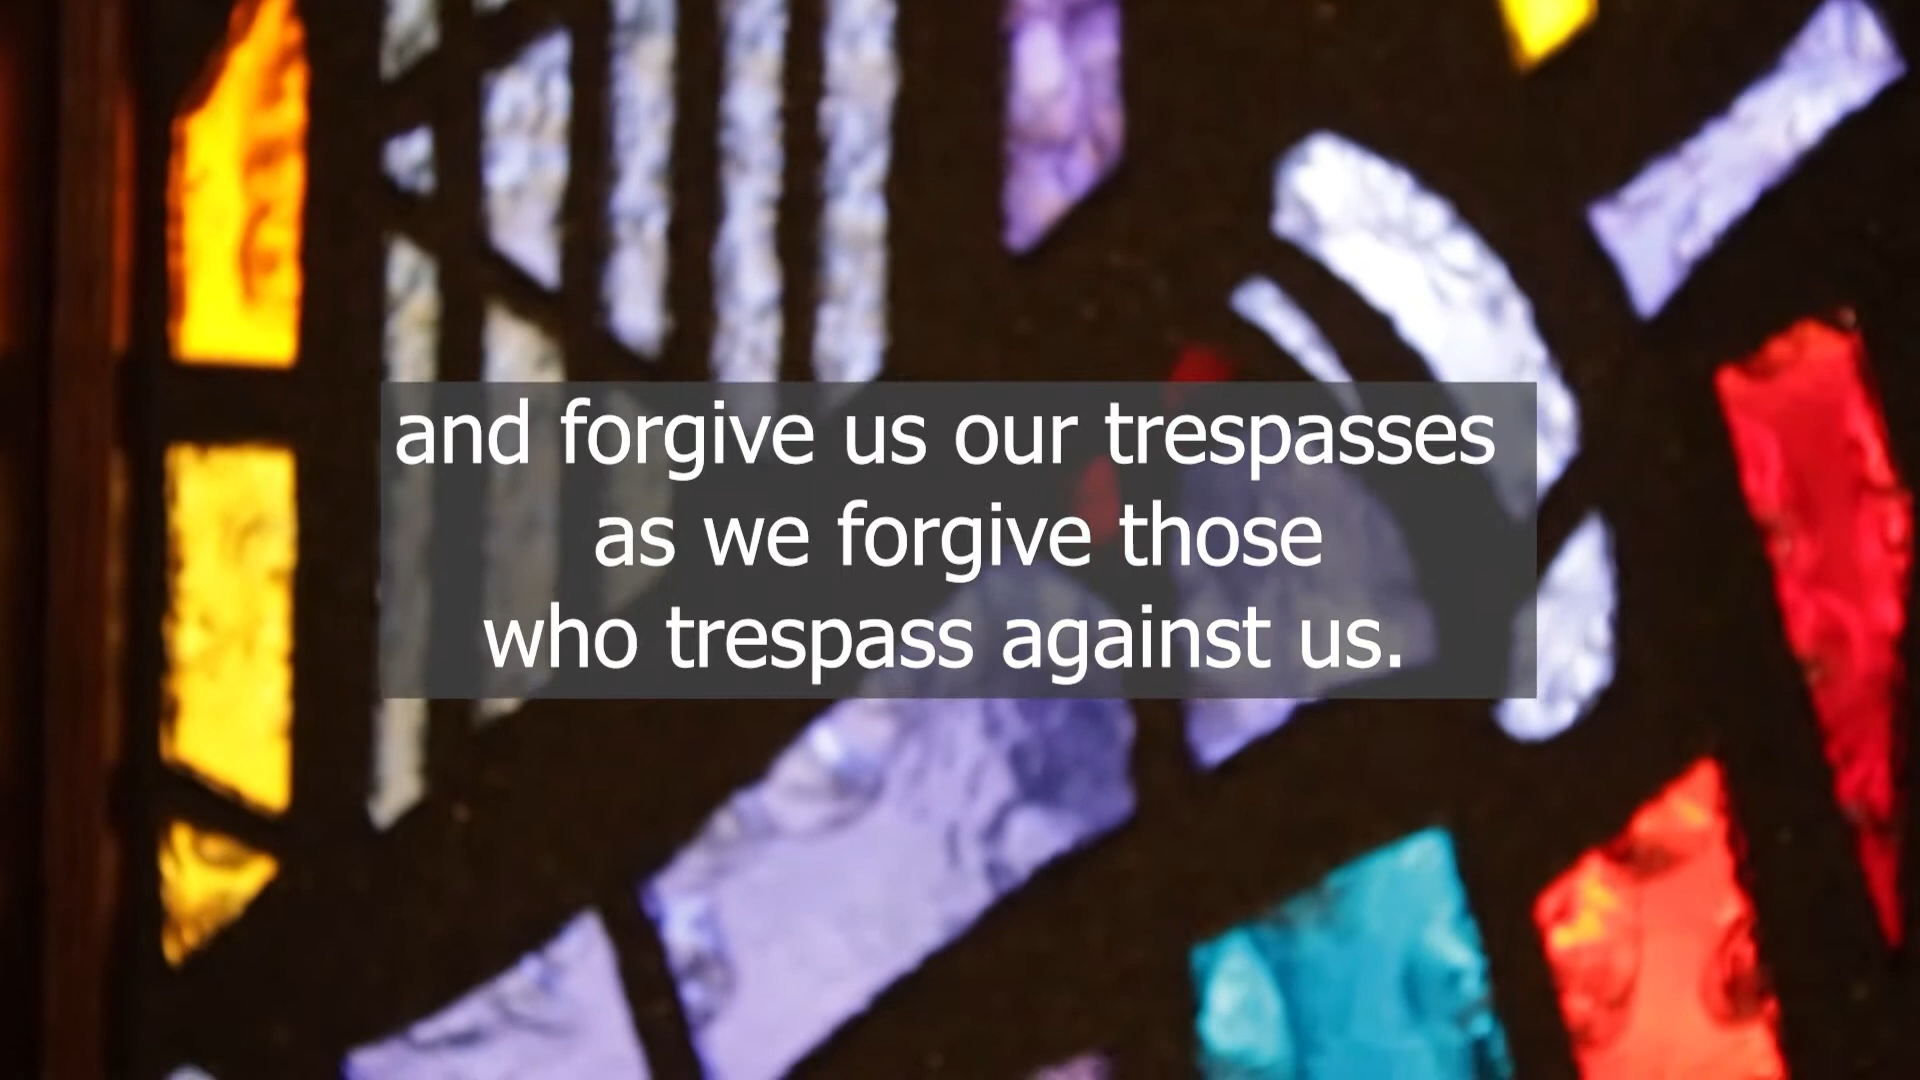 and forgive us our trespasses
as we forgive those
who trespass against us.